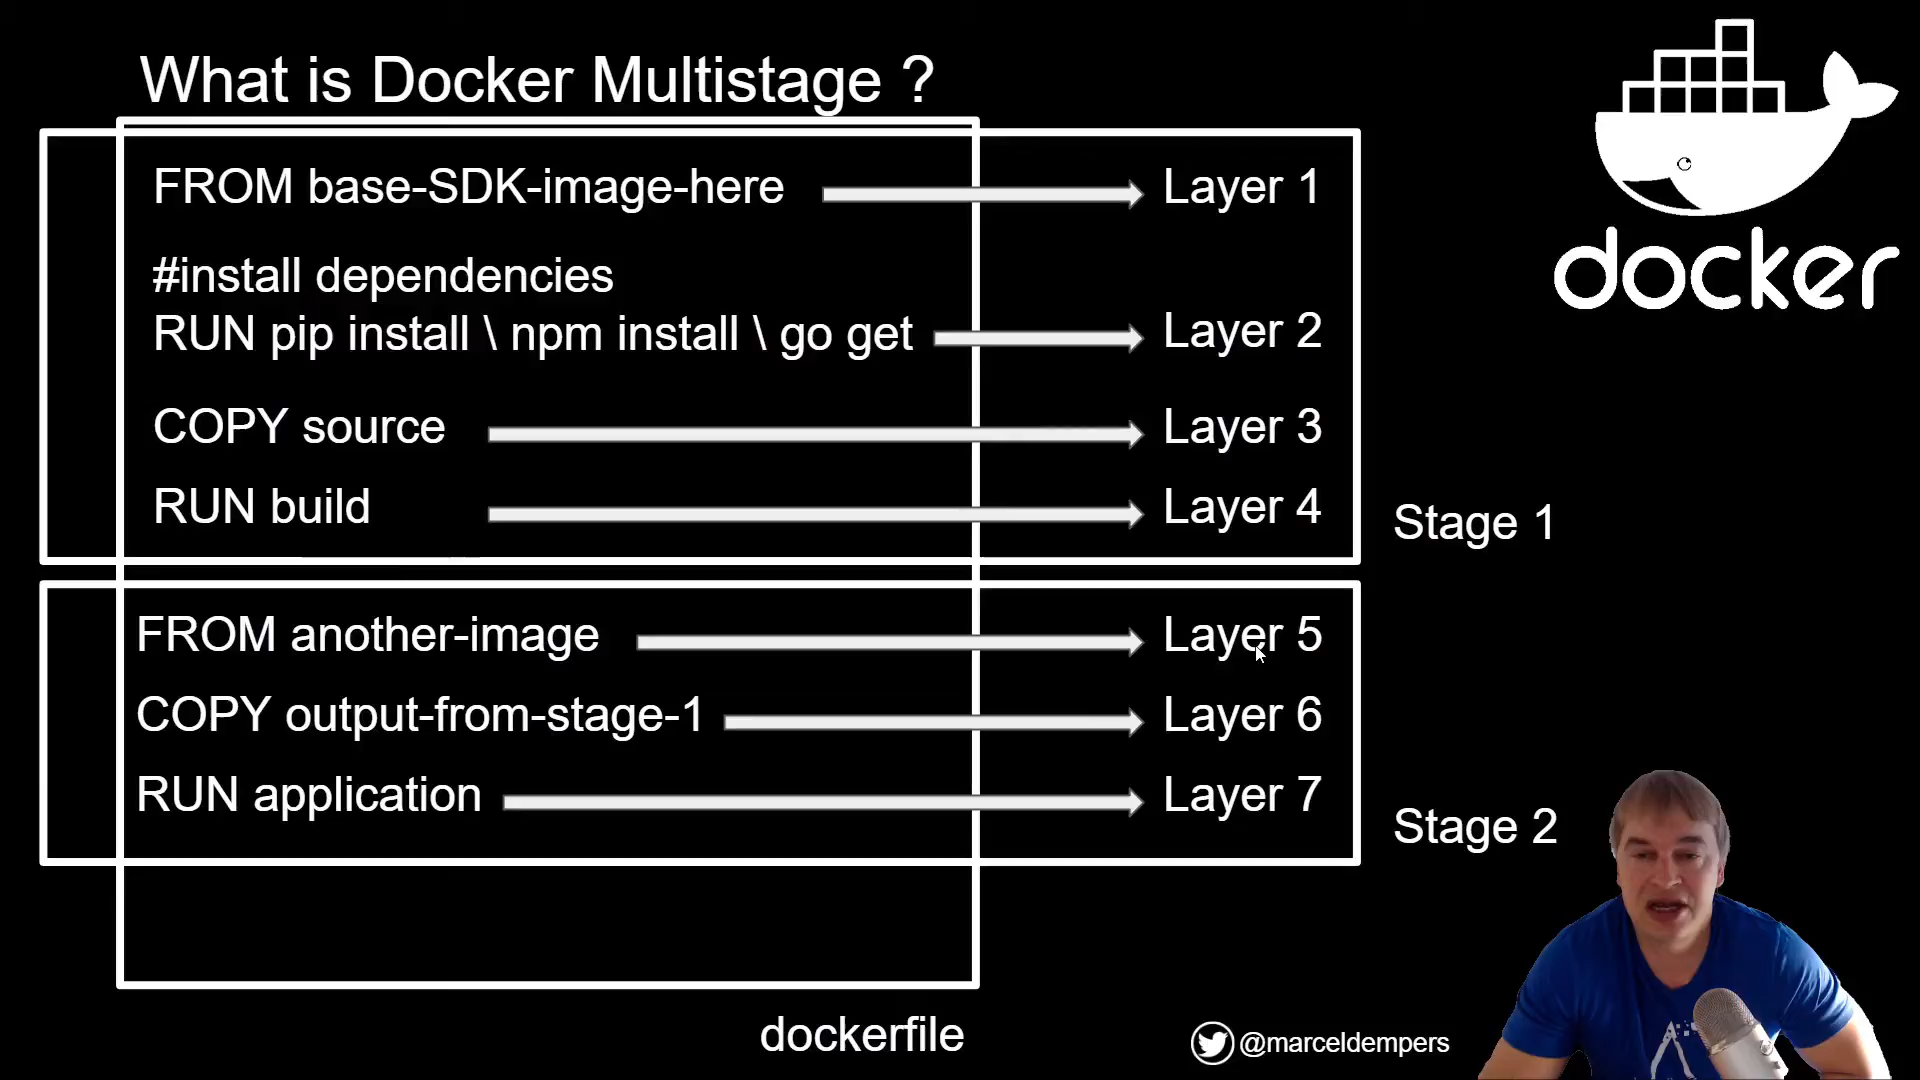 What is Docker Multistage ?
FROM base-SDK-image-here
Layer 1
#install dependencies
RUN pip install \ npm install \ go get
Layer 2
COPY source
Layer 3
RUN build
Layer 4
Stage 1
FROM another-image
Layer 5
COPY output-from-stage-1
Layer 6
RUN application
Layer 7
Stage 2
dockerfile
@marceldempers
docker